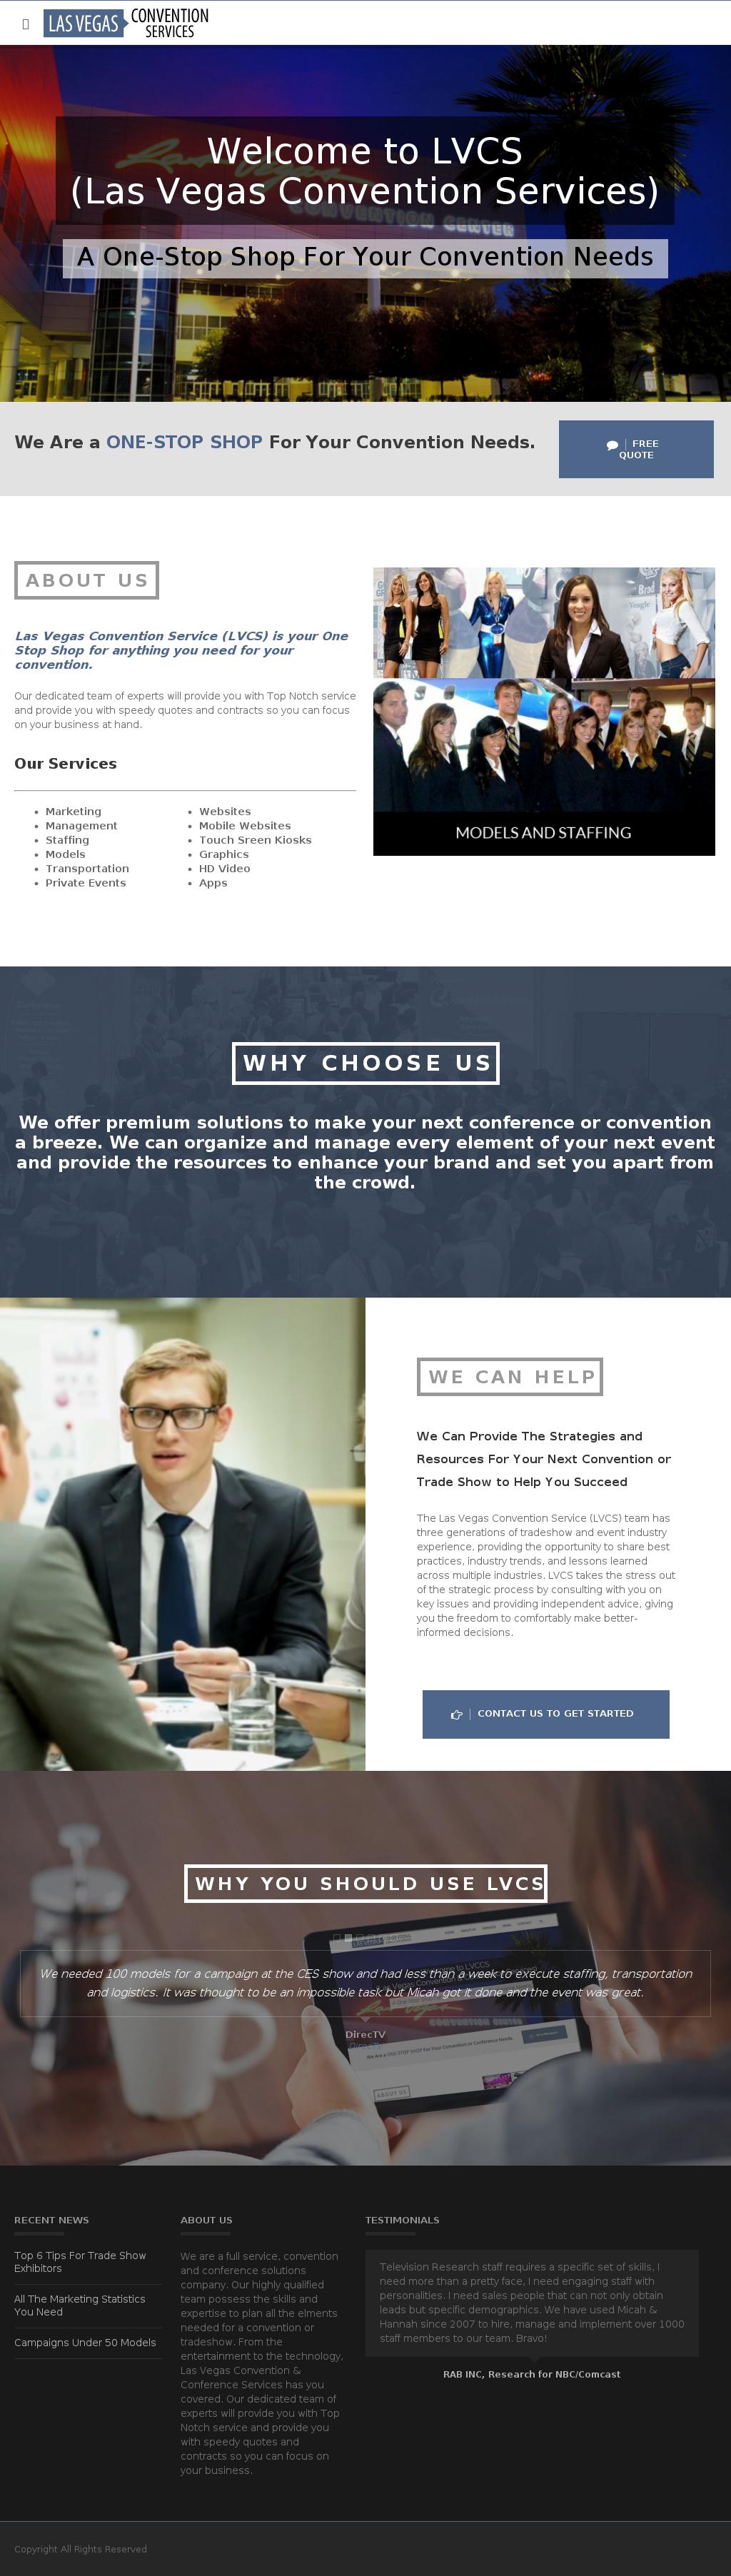 LAS VEGAS CONVENTION SERVICES
Welcome to LVCS
(Las Vegas Convention Services)
CONVENTION CENTER
A One-Stop Shop For Your Convention Needs
We Are a ONE-STOP SHOP For Your Convention Needs.
FREE
QUOTE
ABOUT US
Las Vegas Convention Service (LVCS) is your One
Stop Shop for anything you need for your
convention.
Our dedicated team of experts will provide you with Top Notch service
and provide you with speedy quotes and contracts so you can focus
on your business at hand.
Our Services
Marketing
Management
Staffing
Models
Transportation
Private Events
Websites
Mobile Websites
Touch Sreen Kiosks
Graphics
HD Video
Apps
MODELS AND STAFFING
WHY CHOOSE US
We offer premium solutions to make your next conference or convention
a breeze. We can organize and manage every element of your next event
and provide the resources to enhance your brand and set you apart from
the crowd.
WE CAN HELP
We Can Provide The Strategies and
Resources For Your Next Convention or
Trade Show to Help You Succeed
The Las Vegas Convention Service (LVCS) team has
three generations of tradeshow and event industry
experience, providing the opportunity to share best
practices, industry trends, and lessons learned
across multiple industries. LVCS takes the stress out
of the strategic process by consulting with you on
key issues and providing independent advice, giving
you the freedom to comfortably make better-
informed decisions.
CONTACT US TO GET STARTED
WHY YOU SHOULD USE LVCS
We needed 100 models for a campaign at the CES show and had less than a week to execute staffing, transportation
and logistics. It was thought to be an impossible task but Micah got it done and the event was great.
DirecTV
DirecTV
RECENT NEWS
Top 6 Tips For Trade Show
Exhibitors
All The Marketing Statistics
You Need
Campaigns Under 50 Models
ABOUT US
We are a full service, convention
and conference solutions
company. Our highly qualified
team possess the skills and
expertise to plan all the elments
needed for a convention or
tradeshow. From the
entertainment to the technology,
Las Vegas Convention &
Conference Services has you
covered. Our dedicated team of
experts will provide you with Top
Notch service and provide you
with speedy quotes and
contracts so you can focus on
your business.
TESTIMONIALS
Television Research staff requires a specific set of skills, I
need more than a pretty face, I need engaging staff with
personalities. I need sales people that can not only obtain
leads but specific demographics. We have used Micah &
Hannah since 2007 to hire, manage and implement over 1000
staff members to our team. Bravo!
RAB INC, Research for NBC/Comcast
Copyright All Rights Reserved